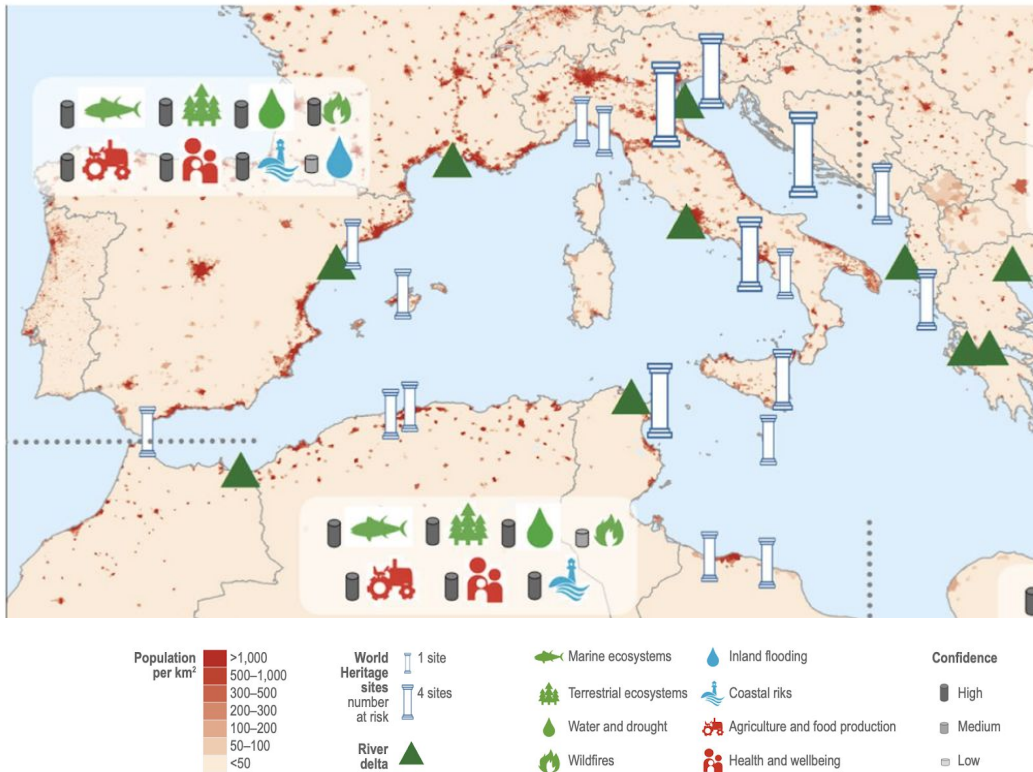 Population
per km²
>1,000
500–1,000
300–500
200–300
100–200
50–100
<50
World
Heritage
sites
number
at risk
1 site
4 sites
River
delta
Marine ecosystems
Terrestrial ecosystems
Water and drought
Wildfires
Inland flooding
Coastal riks
Agriculture and food production
Health and wellbeing
Confidence
High
Medium
Low